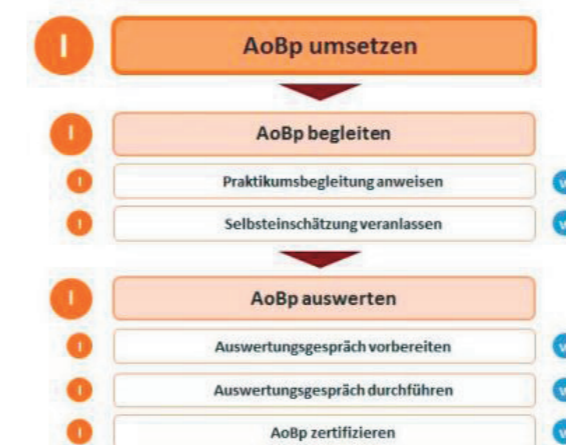 I AoBp umsetzen
I AoBp begleiten
I Praktikumsbegleitung anweisen
I Selbsteinschätzung veranlassen
I AoBp auswerten
I Auswertungsgespräch vorbereiten
I Auswertungsgespräch durchführen
I AoBp zertifizieren